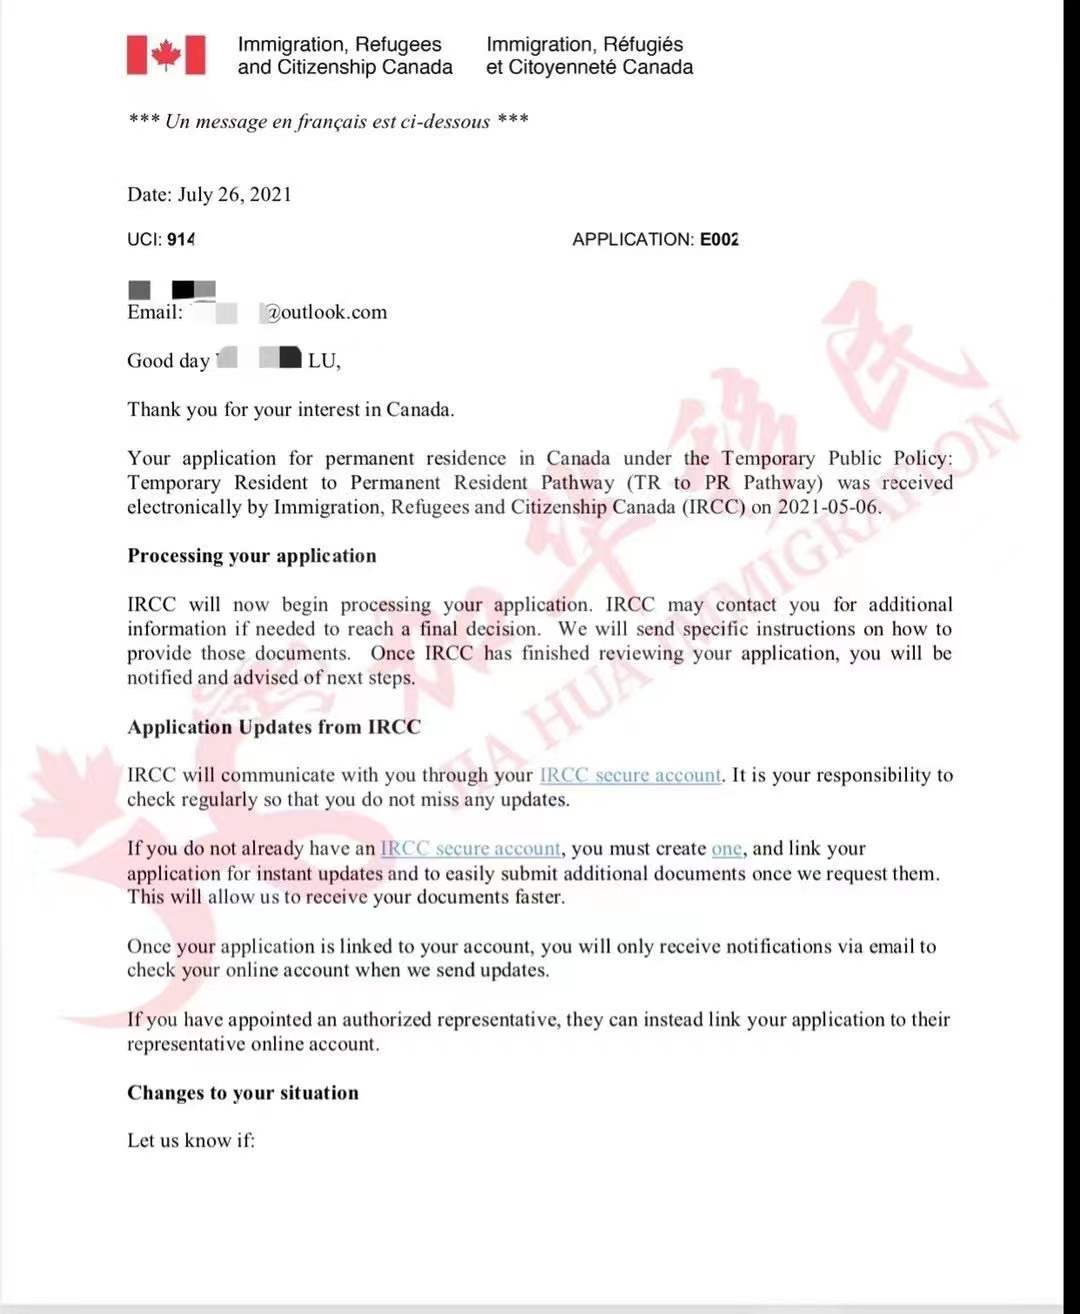 Immigration, Refugees and Citizenship Canada
Immigration, Réfugiés et Citoyenneté Canada
*** Un message en français est ci-dessous ***
Date: July 26, 2021
UCI: 914
APPLICATION: E002
Email: @outlook.com
Good day LU,
Thank you for your interest in Canada.
Your application for permanent residence in Canada under the Temporary Public Policy:
Temporary Resident to Permanent Resident Pathway (TR to PR Pathway) was received
electronically by Immigration, Refugees and Citizenship Canada (IRCC) on 2021-05-06.
Processing your application
IRCC will now begin processing your application. IRCC may contact you for additional
information if needed to reach a final decision. We will send specific instructions on how to
provide those documents. Once IRCC has finished reviewing your application, you will be
notified and advised of next steps.
Application Updates from IRCC
IRCC will communicate with you through your IRCC secure account. It is your responsibility to
check regularly so that you do not miss any updates.
If you do not already have an IRCC secure account, you must create one, and link your
application for instant updates and to easily submit additional documents once we request them.
This will allow us to receive your documents faster.
Once your application is linked to your account, you will only receive notifications via email to
check your online account when we send updates.
If you have appointed an authorized representative, they can instead link your application to their
representative online account.
Changes to your situation
Let us know if:
加华移民
JIA HUA IMMIGRATION